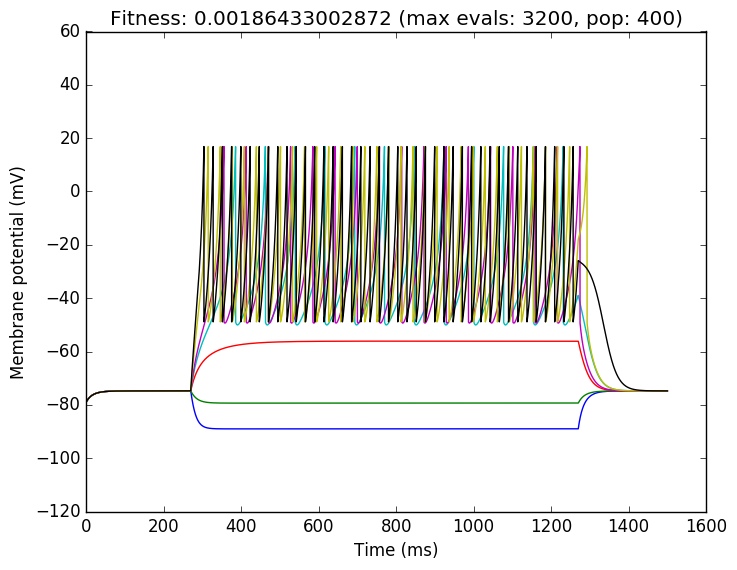 Fitness: 0.00186433002872 (max evals: 3200, pop: 400)
60
40
20
0
−20
−40
−60
−80
−100
−120
Membrane potential (mV)
0 200 400 600 800 1000 1200 1400 1600
Time (ms)